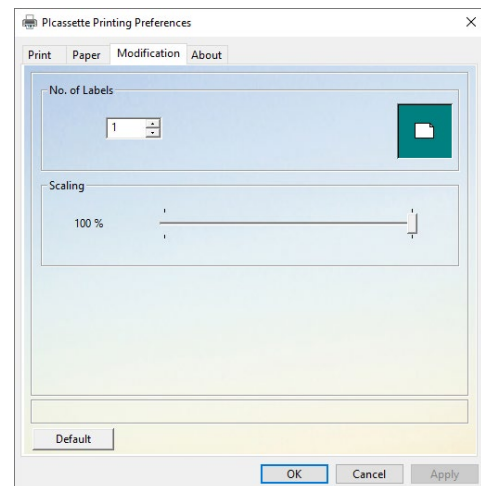 PIcassette Printing Preferences
Print Paper Modification About
No. of Labels
1
Scaling
100 %
Default
OK Cancel Apply